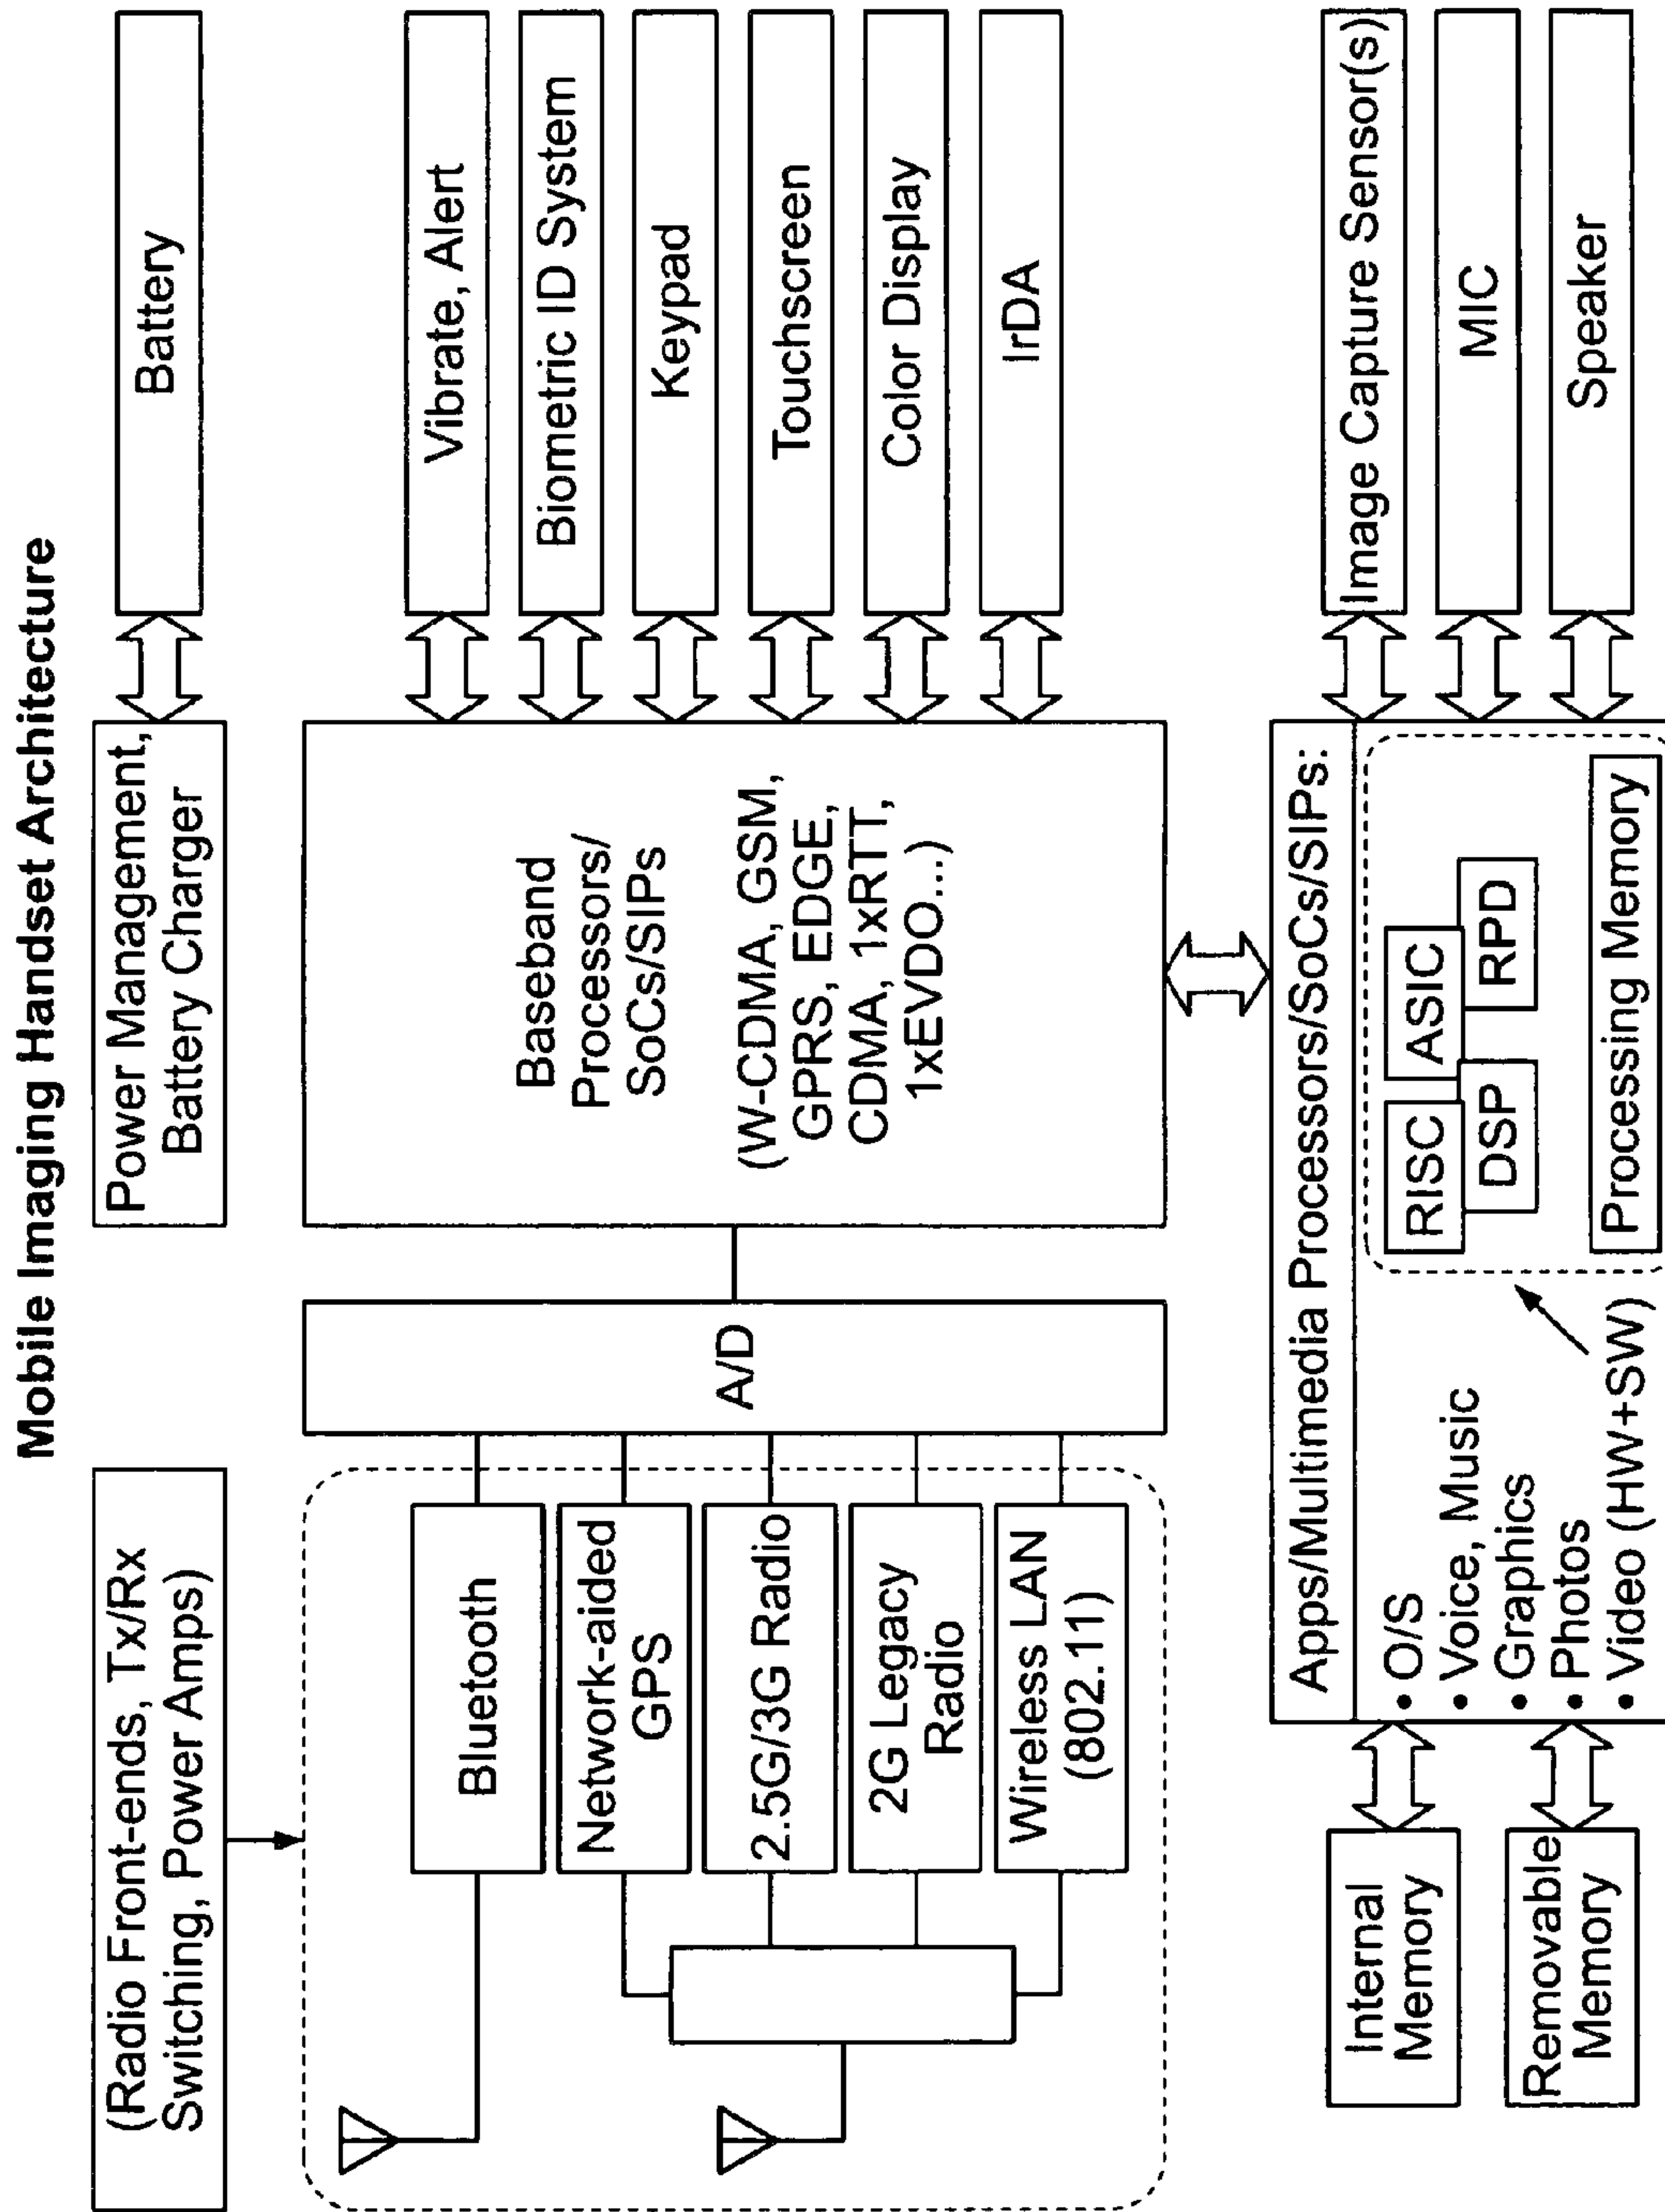 Mobile Imaging Handset Architecture
(Radio Front-ends, Tx/Rx
Switching, Power Amps)
Power Management,
Battery Charger
Battery
Bluetooth
Network-aided
GPS
2.5G/3G Radio
2G Legacy
Radio
Wireless LAN
(802.11)
A/D
Baseband
Processors/
SoCs/SIPs
(W-CDMA, GSM,
GPRS, EDGE,
CDMA, 1xRTT,
1xEVDO...)
Vibrate, Alert
Biometric ID System
Keypad
Touchscreen
Color Display
IrDA
Internal
Memory
Removable
Memory
Apps/Multimedia Processors/SoCs/SIPs:
• O/S
• Voice, Music
• Graphics
• Photos
• Video (HW+SW)
RISC
ASIC
DSP
RPD
Processing Memory
Image Capture Sensor(s)
MIC
Speaker